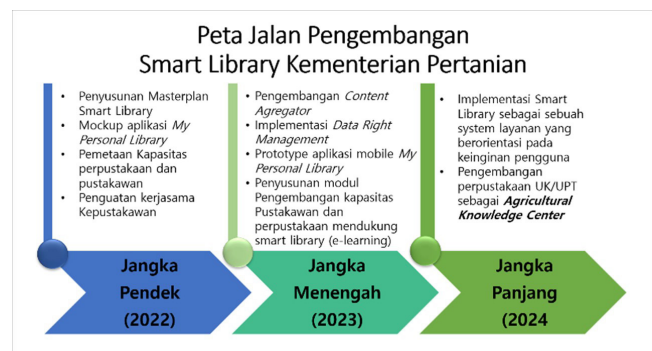 Peta Jalan Pengembangan
Smart Library Kementerian Pertanian
• Penyusunan Masterplan
Smart Library
• Mockup aplikasi My
Personal Library
• Pemetaan Kapasitas
perpustakaan dan
pustakawan
• Penguatan kerjasama
Kepustakawan
• Pengembangan Content
Agregator
• Implementasi Data Right
Management
• Prototype aplikasi mobile My
Personal Library
• Penyusunan modul
Pengembangan kapasitas
Pustakawan dan
perpustakaan mendukung
smart library (e-learning)
• Implementasi Smart
Library sebagai sebuah
system layanan yang
berorientasi pada
keinginan pengguna
• Pengembangan
perpustakaan UK/UPT
sebagai Agricultural
Knowledge Center
Jangka
Pendek
(2022)
Jangka
Menengah
(2023)
Jangka
Panjang
(2024